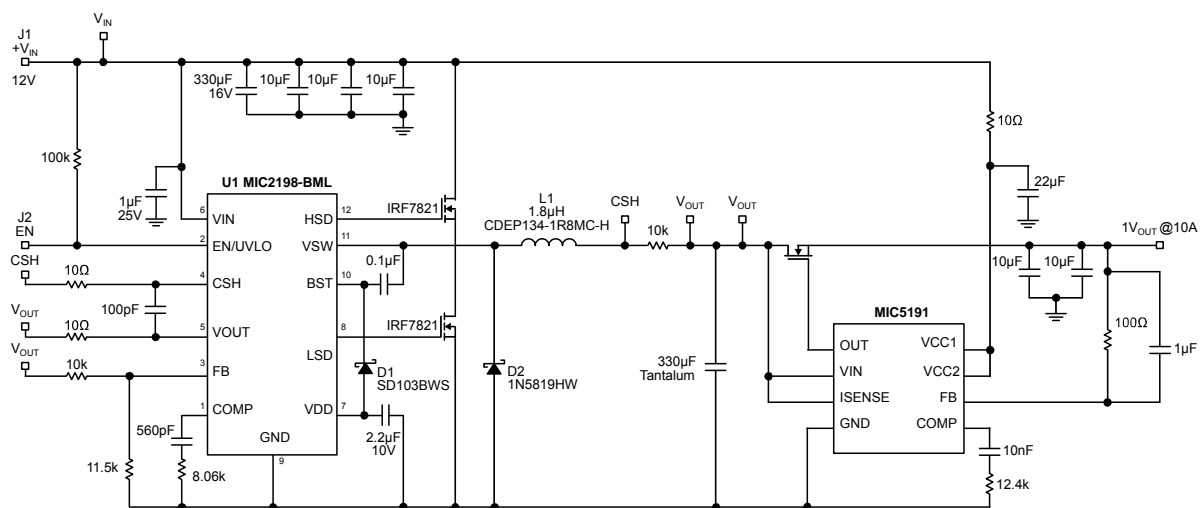 V_IN
J1
+V_IN
12V
330µF
16V
10µF
10µF
10µF
10Ω
100k
1µF
25V
U1 MIC2198-BML
6
VIN
HSD
12
IRF7821
22µF
J2
EN
2
EN/UVLO
VSW
11
L1
1.8µH
CDEP134-1R8MC-H
CSH
10k
V_OUT
V_OUT
1V_OUT @10A
CSH
10Ω
4
CSH
BST
10
0.1µF
10µF
10µF
100pF
V_OUT
10Ω
5
VOUT
LSD
8
IRF7821
MIC5191
OUT
VIN
ISENSE
GND
VCC1
VCC2
FB
COMP
100Ω
1µF
V_OUT
10k
3
FB
D1
SD103BWS
D2
1N5819HW
330µF
Tantalum
1
COMP
VDD
7
560pF
GND
9
2.2µF
10V
11.5k
8.06k
10nF
12.4k